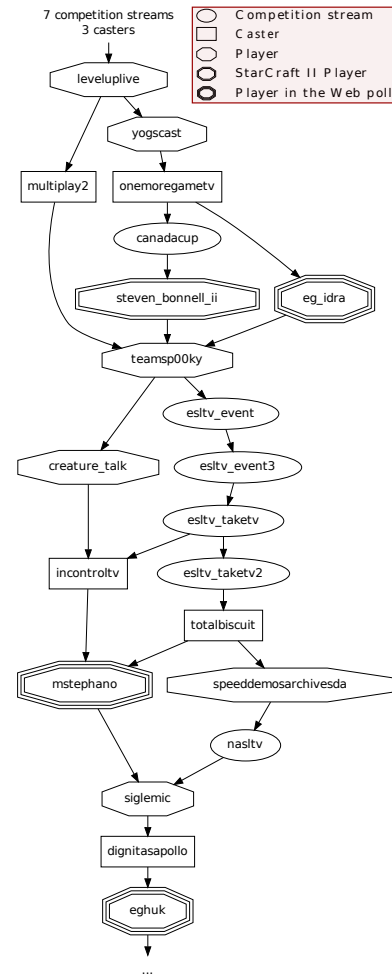 7 competition streams
3 casters
Competition stream
Caster
Player
StarCraft II Player
Player in the Web poll
leveluplive
yogscast
multiplay2
onemoregametv
canadacup
steven_bonnell_ii
eg_idra
teamsp00ky
esltv_event
creature_talk
esltv_event3
esltv_taketv
incontroltv
esltv_taketv2
totalbiscuit
mstephano
speeddemosarchivesda
nasltv
siglemic
dignitasapollo
eghuk
...